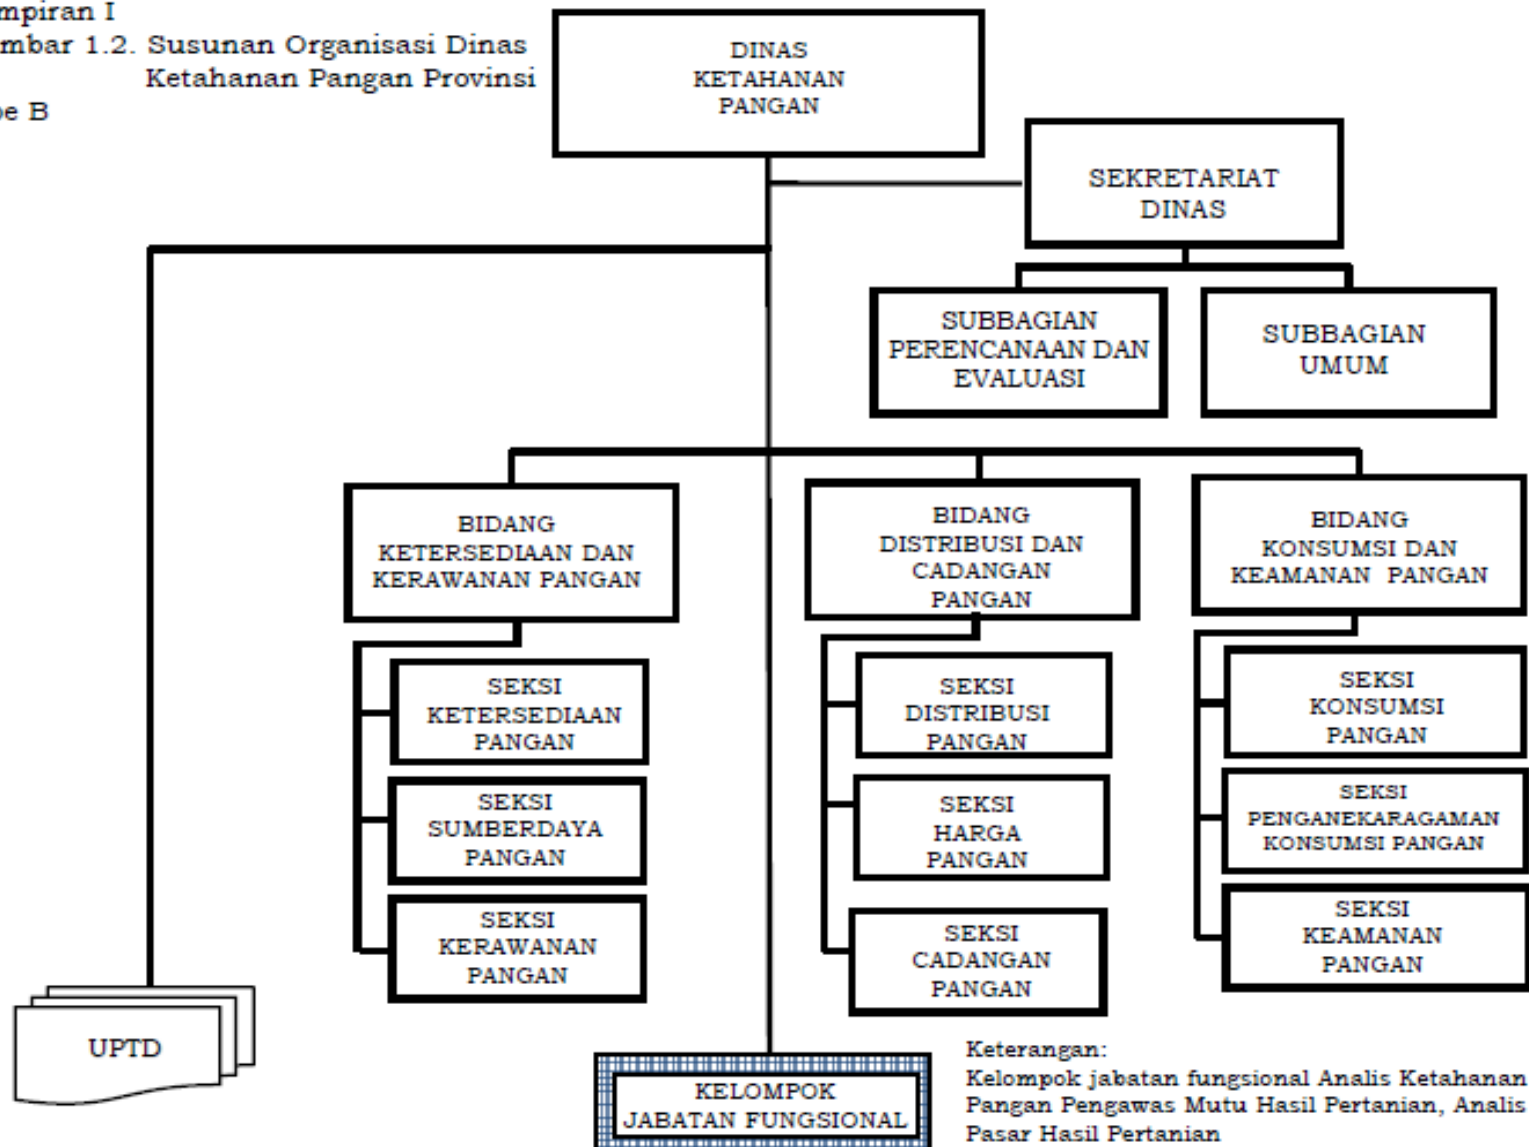 mpiran I
mbar 1.2. Susunan Organisasi Dinas
Ketahanan Pangan Provinsi
pe B
DINAS
KETAHANAN
PANGAN
SEKRETARIAT
DINAS
SUBBAGIAN
PERENCANAAN DAN
EVALUASI
SUBBAGIAN
UMUM
BIDANG
KETERSEDIAAN DAN
KERAWANAN PANGAN
BIDANG
DISTRIBUSI DAN
CADANGAN
PANGAN
BIDANG
KONSUMSI DAN
KEAMANAN PANGAN
SEKSI
KETERSEDIAAN
PANGAN
SEKSI
SUMBERDAYA
PANGAN
SEKSI
KERAWANAN
PANGAN
SEKSI
DISTRIBUSI
PANGAN
SEKSI
HARGA
PANGAN
SEKSI
CADANGAN
PANGAN
SEKSI
KONSUMSI
PANGAN
SEKSI
PENGANEKARAGAMAN
KONSUMSI PANGAN
SEKSI
KEAMANAN
PANGAN
UPTD
KELOMPOK
JABATAN FUNGSIONAL
Keterangan:
Kelompok jabatan fungsional Analis Ketahanan
Pangan Pengawas Mutu Hasil Pertanian, Analis
Pasar Hasil Pertanian